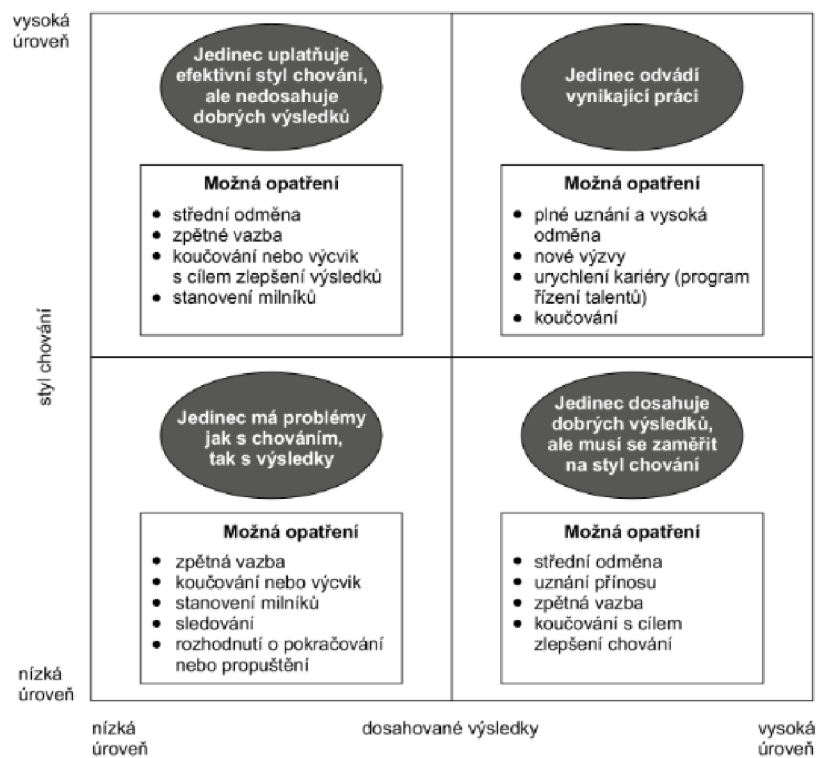 vysoká
úroveň
Jedinec uplatňuje
efektivní styl chování,
ale nedosahuje
dobrých výsledků
Možná opatření
● střední odměna
● zpětné vazba
● koučování nebo výcvik
s cílem zlepšení výsledků
● stanovení milníků
Jedinec odvádí
vynikající práci
Možná opatření
● plné uznání a vysoká
odměna
● nové výzvy
● urychlení kariéry (program
řízení talentů)
● koučování
styl chování
Jedinec má problémy
jak s chováním,
tak s výsledky
Možná opatření
● zpětná vazba
● koučování nebo výcvik
● stanovení milníků
● sledování
● rozhodnutí o pokračování
nebo propuštění
Jedinec dosahuje
dobrých výsledků,
ale musí se zaměřit
na styl chování
Možná opatření
● střední odměna
● uznání přínosu
● zpětná vazba
● koučování s cílem
zlepšení chování
nízká
úroveň
nízká
úroveň
dosahované výsledky
vysoká
úroveň